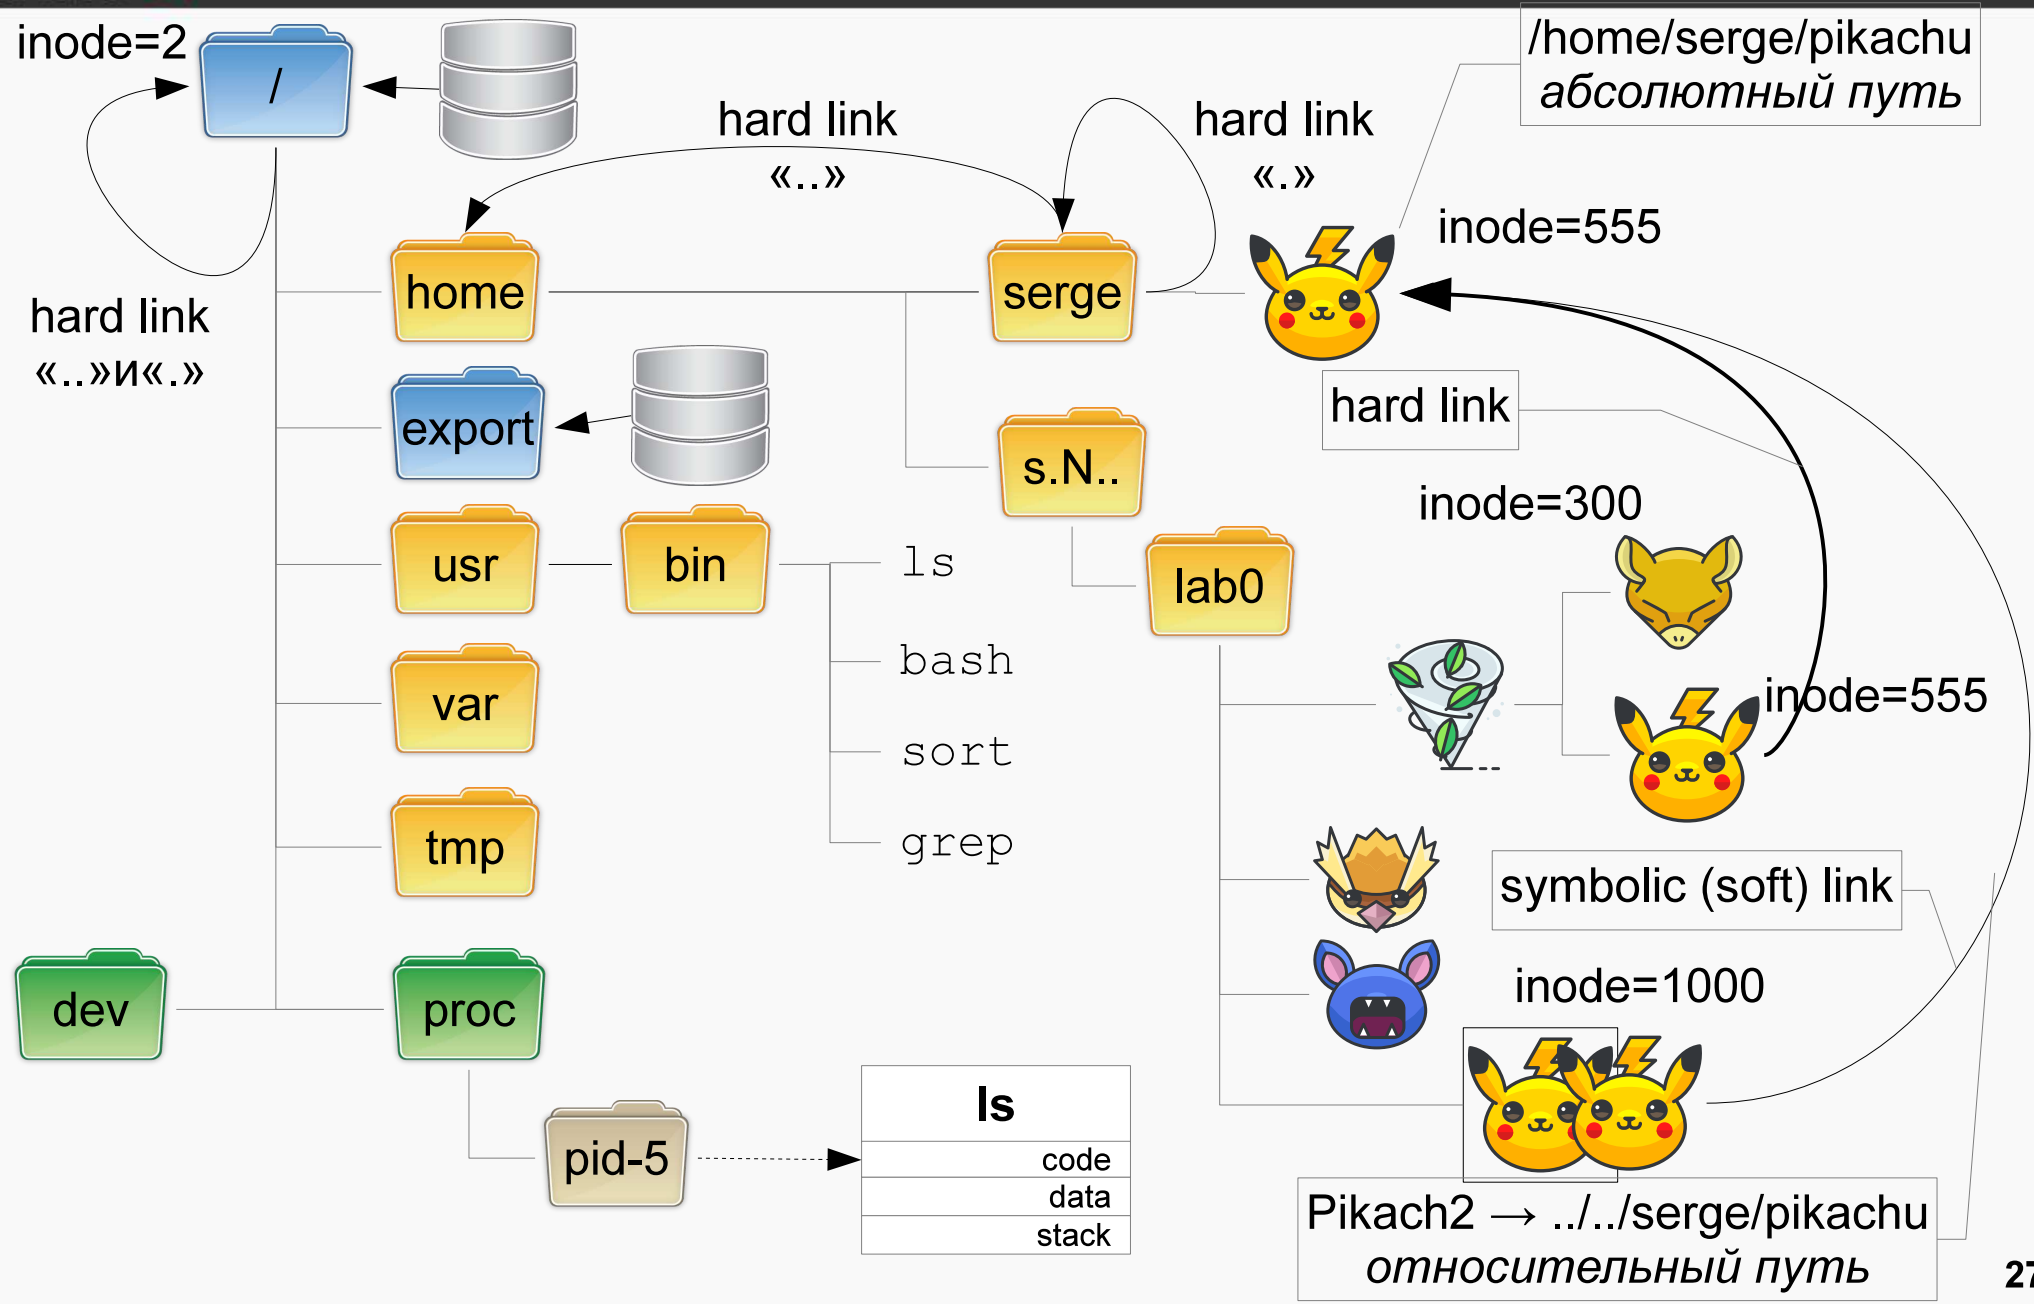 inode=2
/
/home/serge/pikachu
абсолютный путь
hard link
«..»
hard link
«.»
inode=555
home
serge
hard link
«..»и«.»
export
hard link
s.N..
inode=300
usr
bin
ls
lab0
bash
var
inode=555
sort
tmp
grep
symbolic (soft) link
dev
proc
inode=1000
pid-5
ls
code
data
stack
Pikach2 → ../../serge/pikachu
относительный путь
27